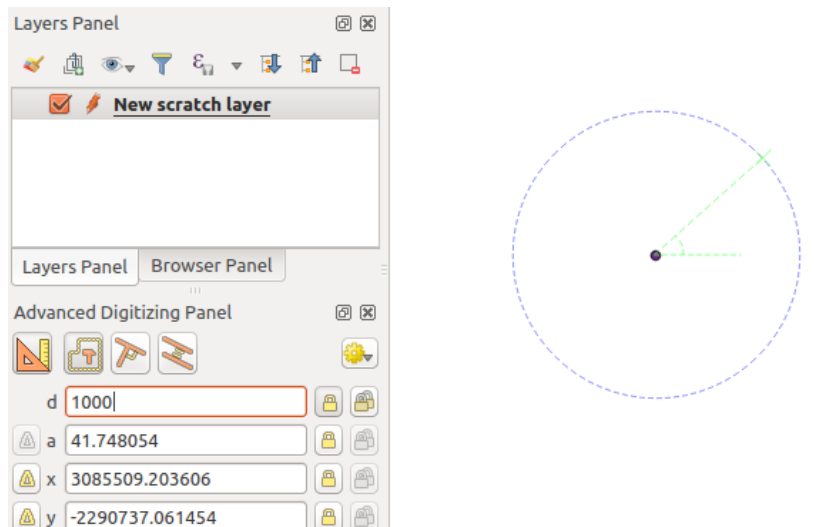 Layers Panel
New scratch layer
Layers Panel Browser Panel
Advanced Digitizing Panel
d 1000
a 41.748054
x 3085509.203606
y -2290737.061454